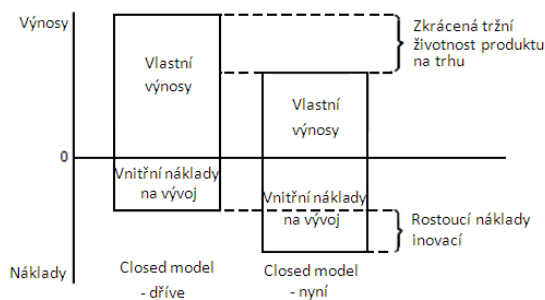 Výnosy
Zkrácená tržní
životnost produktu
na trhu
Vlastní
výnosy
Vlastní
výnosy
0
Vnitřní náklady
na vývoj
Vnitřní náklady
na vývoj
Rostoucí náklady
inovací
Náklady
Closed model
- dříve
Closed model
- nyní